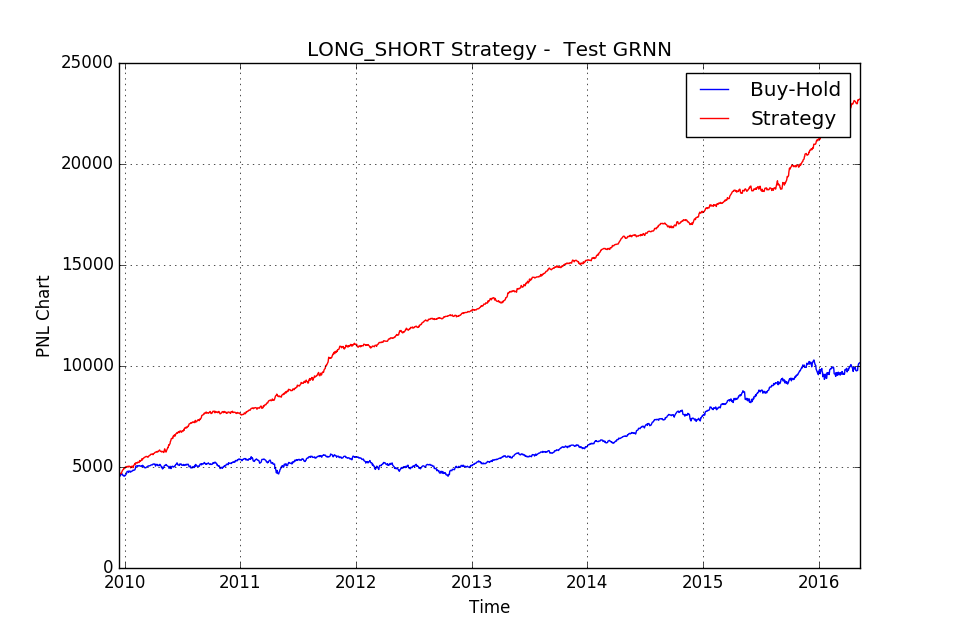 LONG_SHORT Strategy -  Test GRNN
25000
20000
15000
10000
5000
0
PNL Chart
Buy-Hold
Strategy
2010 2011 2012 2013 2014 2015 2016
Time